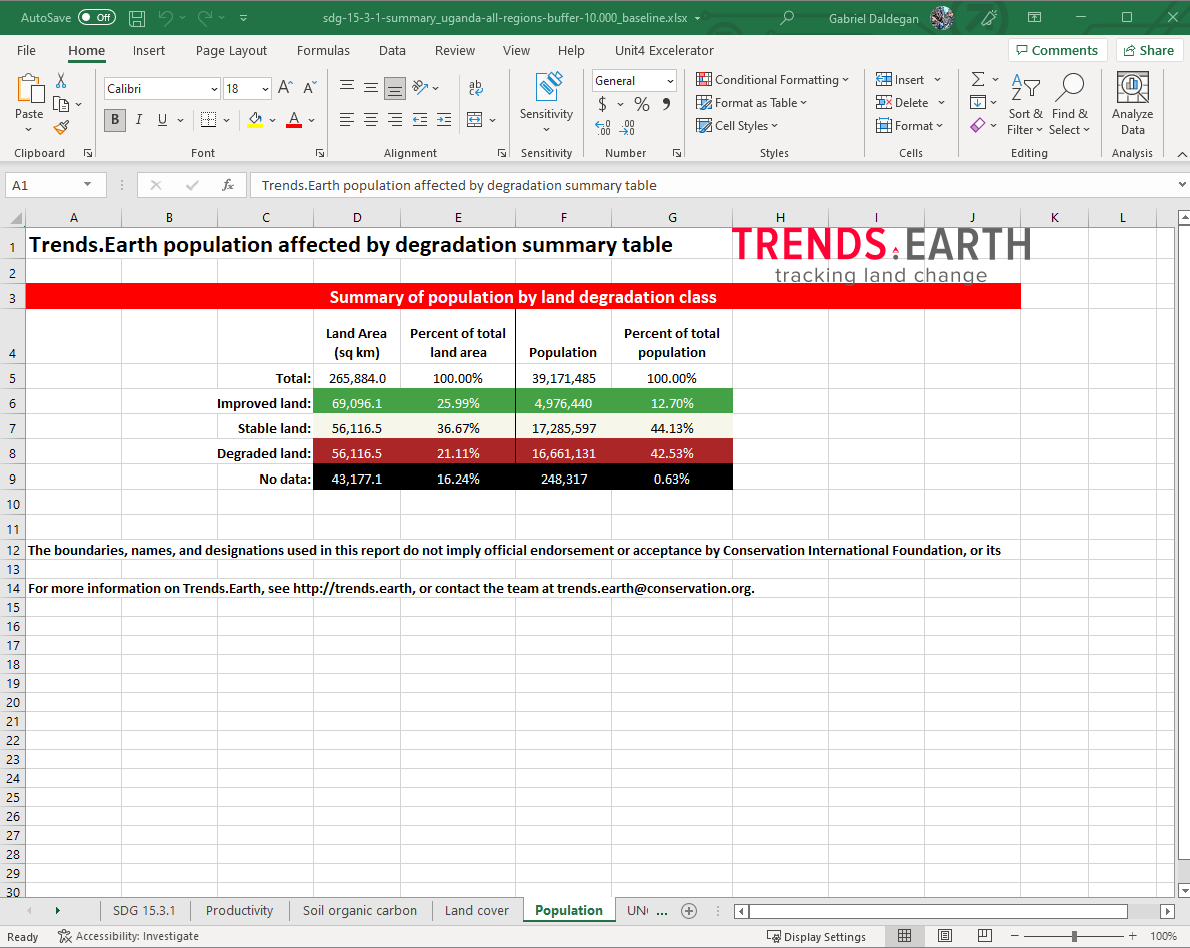 AutoSave Off sdg-15-3-1-summary_uganda-all-regions-buffer-10.000_baseline.xlsx Gabriel Daldegan
File Home Insert Page Layout Formulas Data Review View Help Unit4 Excelerator Comments Share
Paste Calibri 18 A^ A˅ ab General Conditional Formatting Insert
B I U A $ % , Sensitivity Format as Table Delete Sort & Filter Find & Select Analyze Data
Cell Styles Format
Clipboard Font Alignment Sensitivity Number Styles Cells Editing Analysis
A1 fx Trends.Earth population affected by degradation summary table
A B C D E F G H I J K L
1 Trends.Earth population affected by degradation summary table TRENDS.EARTH
2 tracking land change
3 Summary of population by land degradation class
4 Land Area (sq km) Percent of total land area Population Percent of total population
5 Total: 265,884.0 100.00% 39,171,485 100.00%
6 Improved land: 69,096.1 25.99% 4,976,440 12.70%
7 Stable land: 56,116.5 36.67% 17,285,597 44.13%
8 Degraded land: 56,116.5 21.11% 16,661,131 42.53%
9 No data: 43,177.1 16.24% 248,317 0.63%
10
11
12 The boundaries, names, and designations used in this report do not imply official endorsement or acceptance by Conservation International Foundation, or its
13
14 For more information on Trends.Earth, see http://trends.earth, or contact the team at trends.earth@conservation.org.
15
16
17
18
19
20
21
22
23
24
25
26
27
28
29
30
SDG 15.3.1 Productivity Soil organic carbon Land cover Population UN ...
Ready Accessibility: Investigate Display Settings 100%